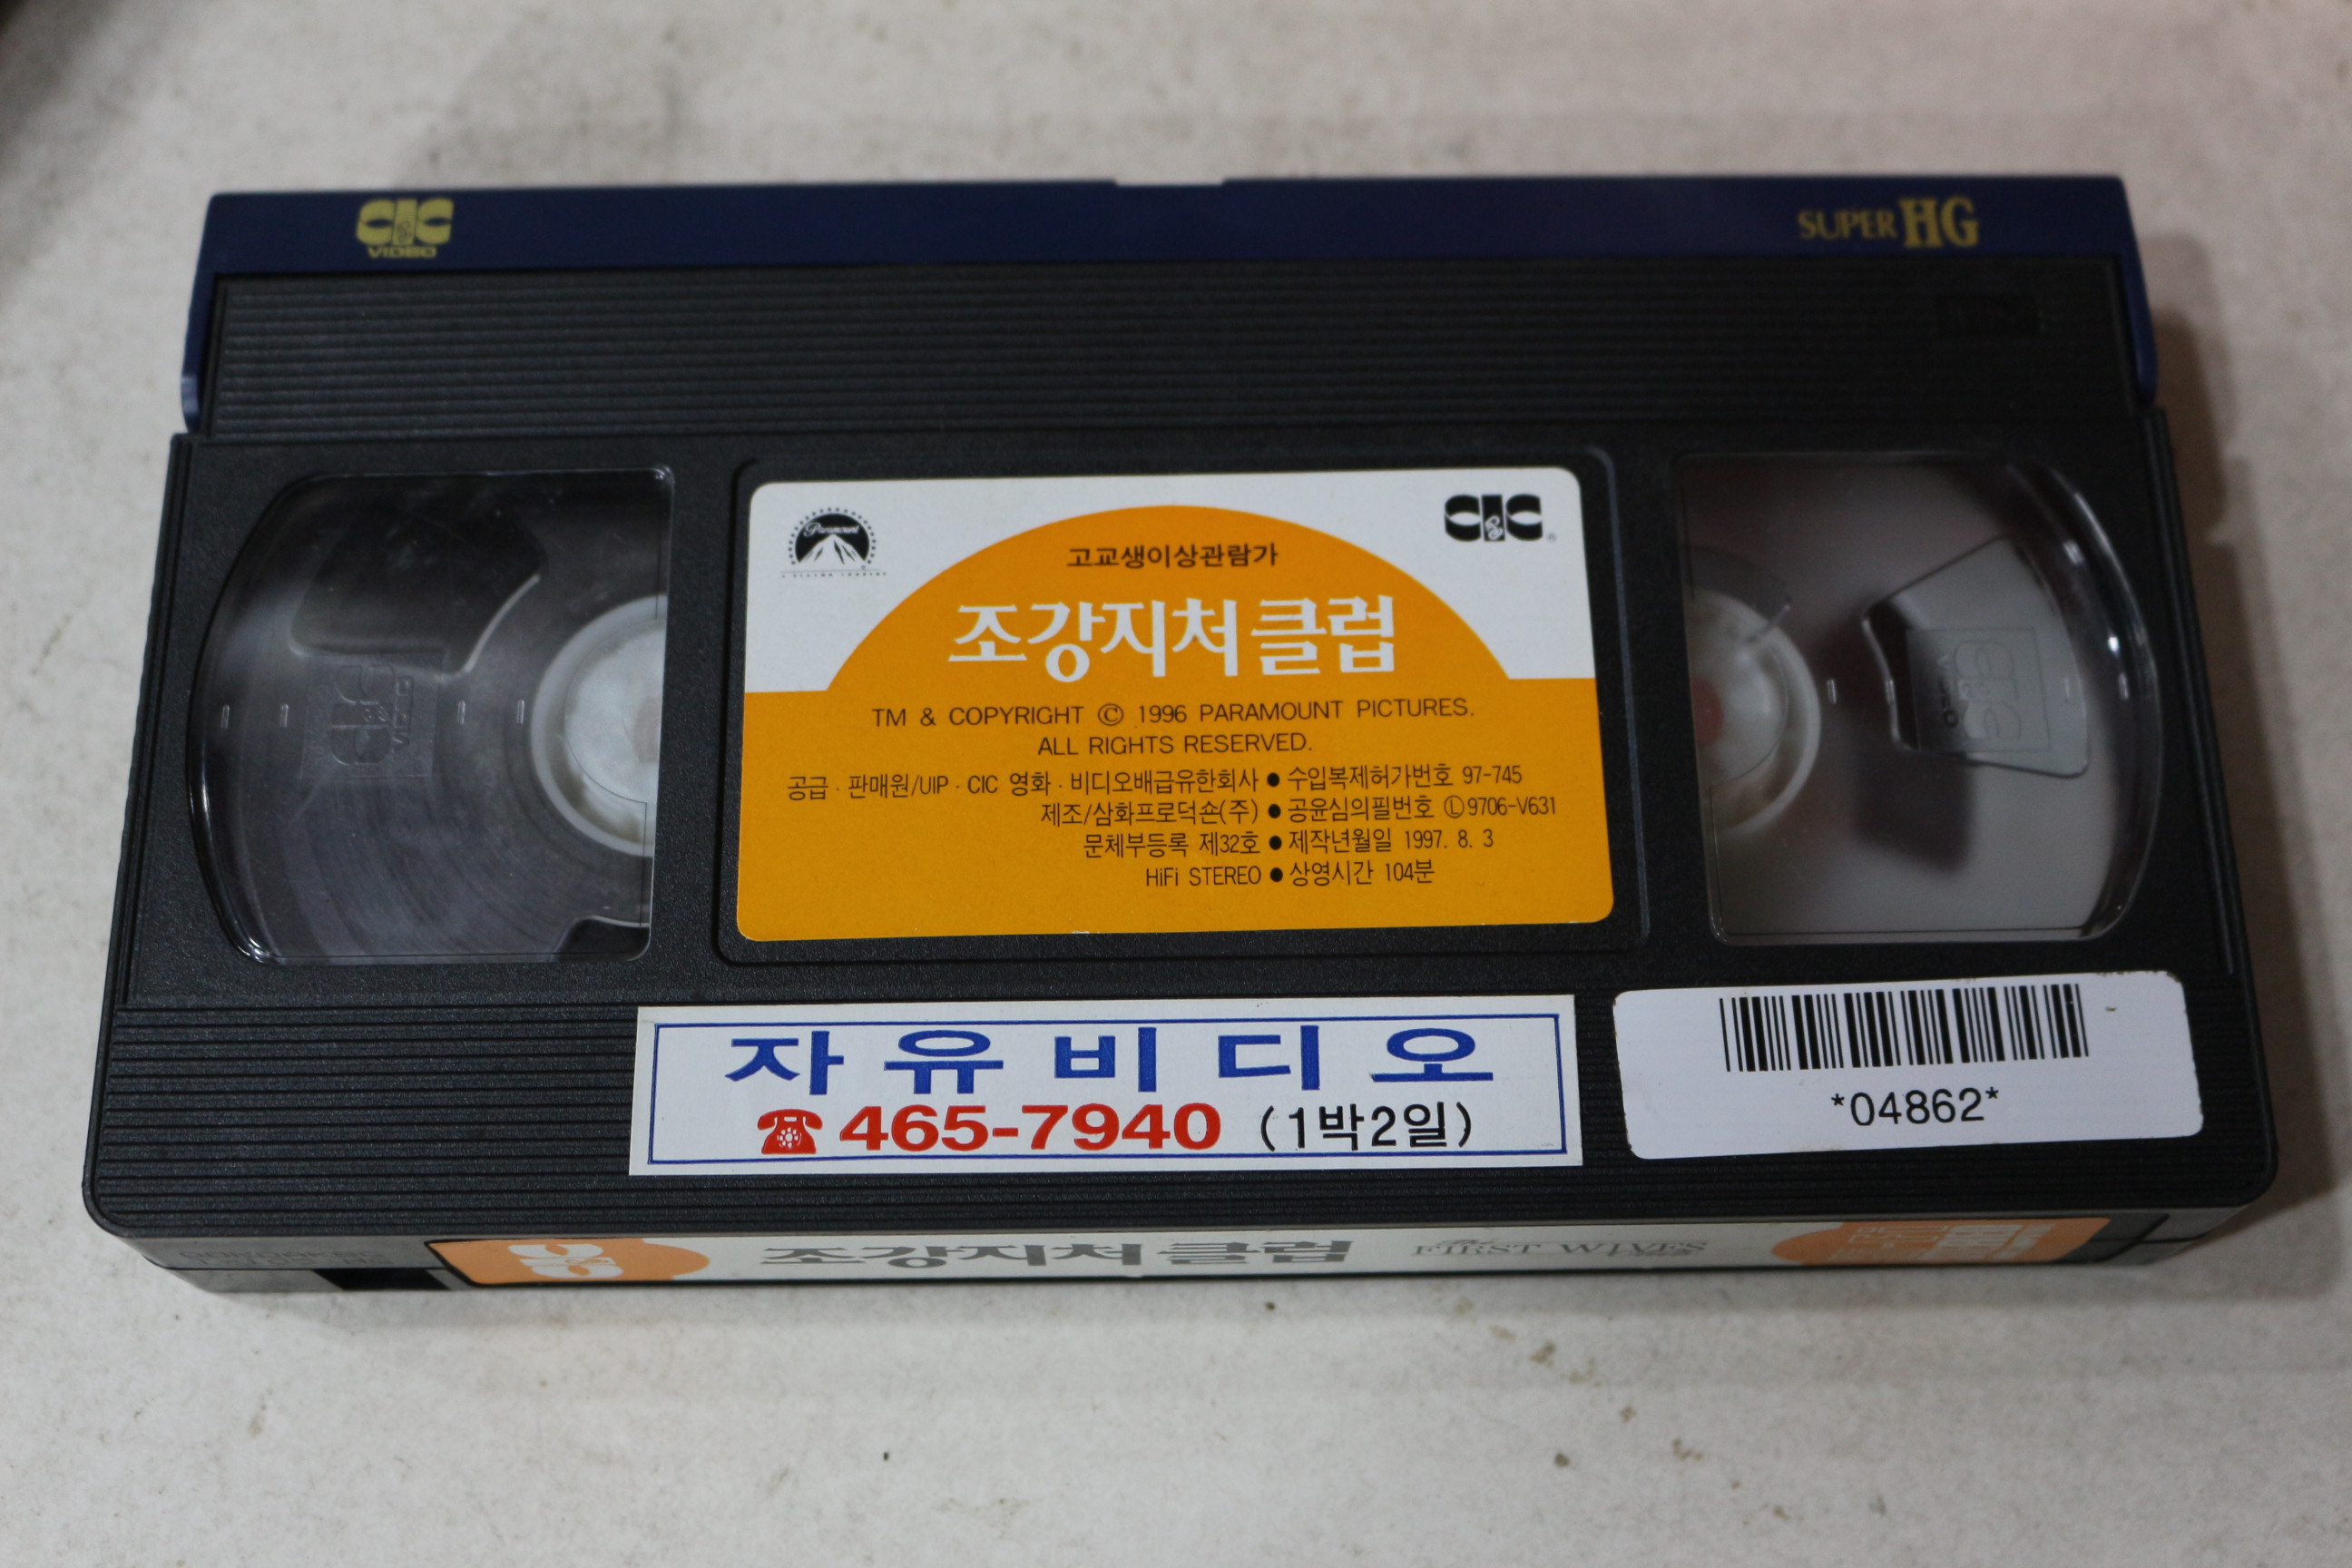 CIC
VIDEO
SUPER HG
Paramount
CIC
고교생이상관람가
조강지처 클럽
TM & COPYRIGHT © 1996 PARAMOUNT PICTURES.
ALL RIGHTS RESERVED.
공급 · 판매원/UIP · CIC 영화 · 비디오배급유한회사 ● 수입복제허가번호 97-745
제조/삼화프로덕숀(주) ● 공윤심의필번호 Ⓛ9706-V631
문체부등록 제32호 ● 제작년월일 1997. 8. 3
HiFi STEREO ● 상영시간 104분
자유비디오
☎ 465-7940 (1박2일)
*04862*
조강지처 클럽 The FIRST WIVES